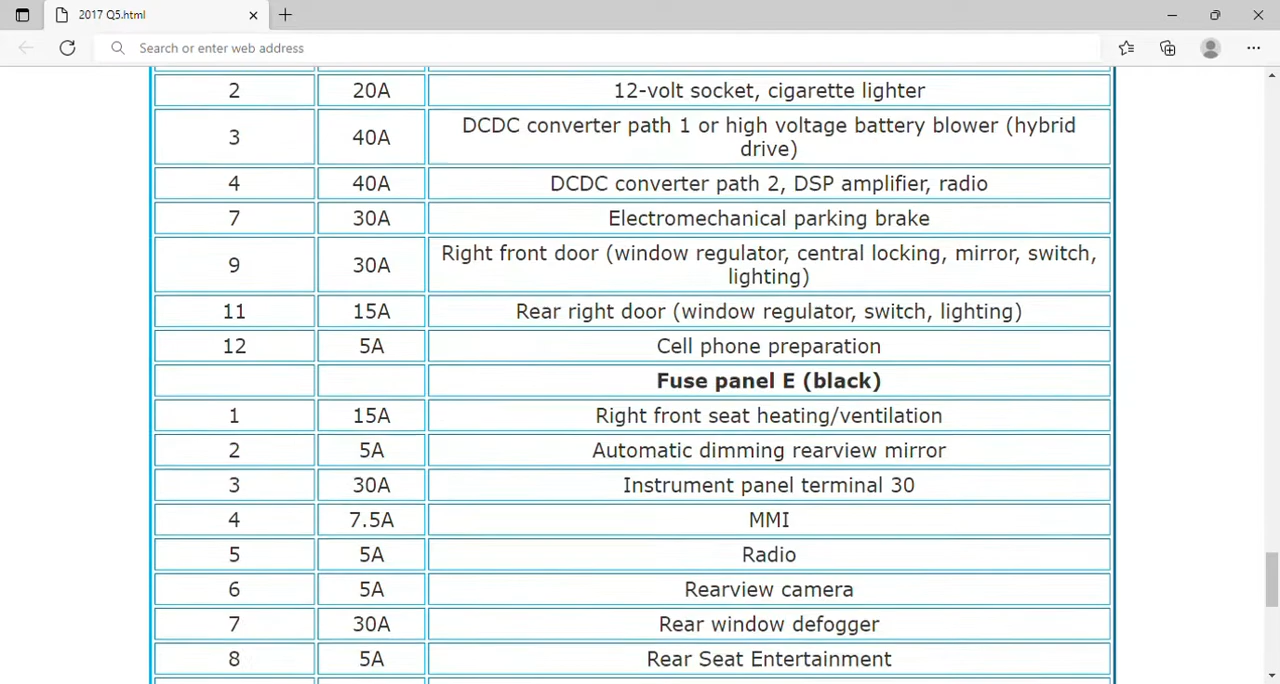 2017 Q5.html
Search or enter web address
2 20A 12-volt socket, cigarette lighter
3 40A DCDC converter path 1 or high voltage battery blower (hybrid
drive)
4 40A DCDC converter path 2, DSP amplifier, radio
7 30A Electromechanical parking brake
9 30A Right front door (window regulator, central locking, mirror, switch,
lighting)
11 15A Rear right door (window regulator, switch, lighting)
12 5A Cell phone preparation
Fuse panel E (black)
1 15A Right front seat heating/ventilation
2 5A Automatic dimming rearview mirror
3 30A Instrument panel terminal 30
4 7.5A MMI
5 5A Radio
6 5A Rearview camera
7 30A Rear window defogger
8 5A Rear Seat Entertainment